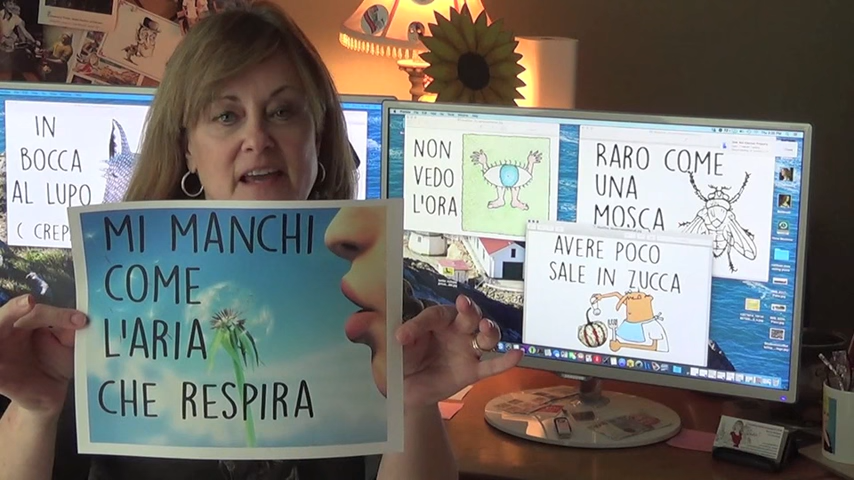 IN
BOCCA
AL LUPO
( CREP
MI MANCHI
COME
L'ARIA
CHE RESPIRA
NON
VEDO
L'ORA
RARO COME
UNA
MOSCA
AVERE POCO
SALE IN ZUCCA